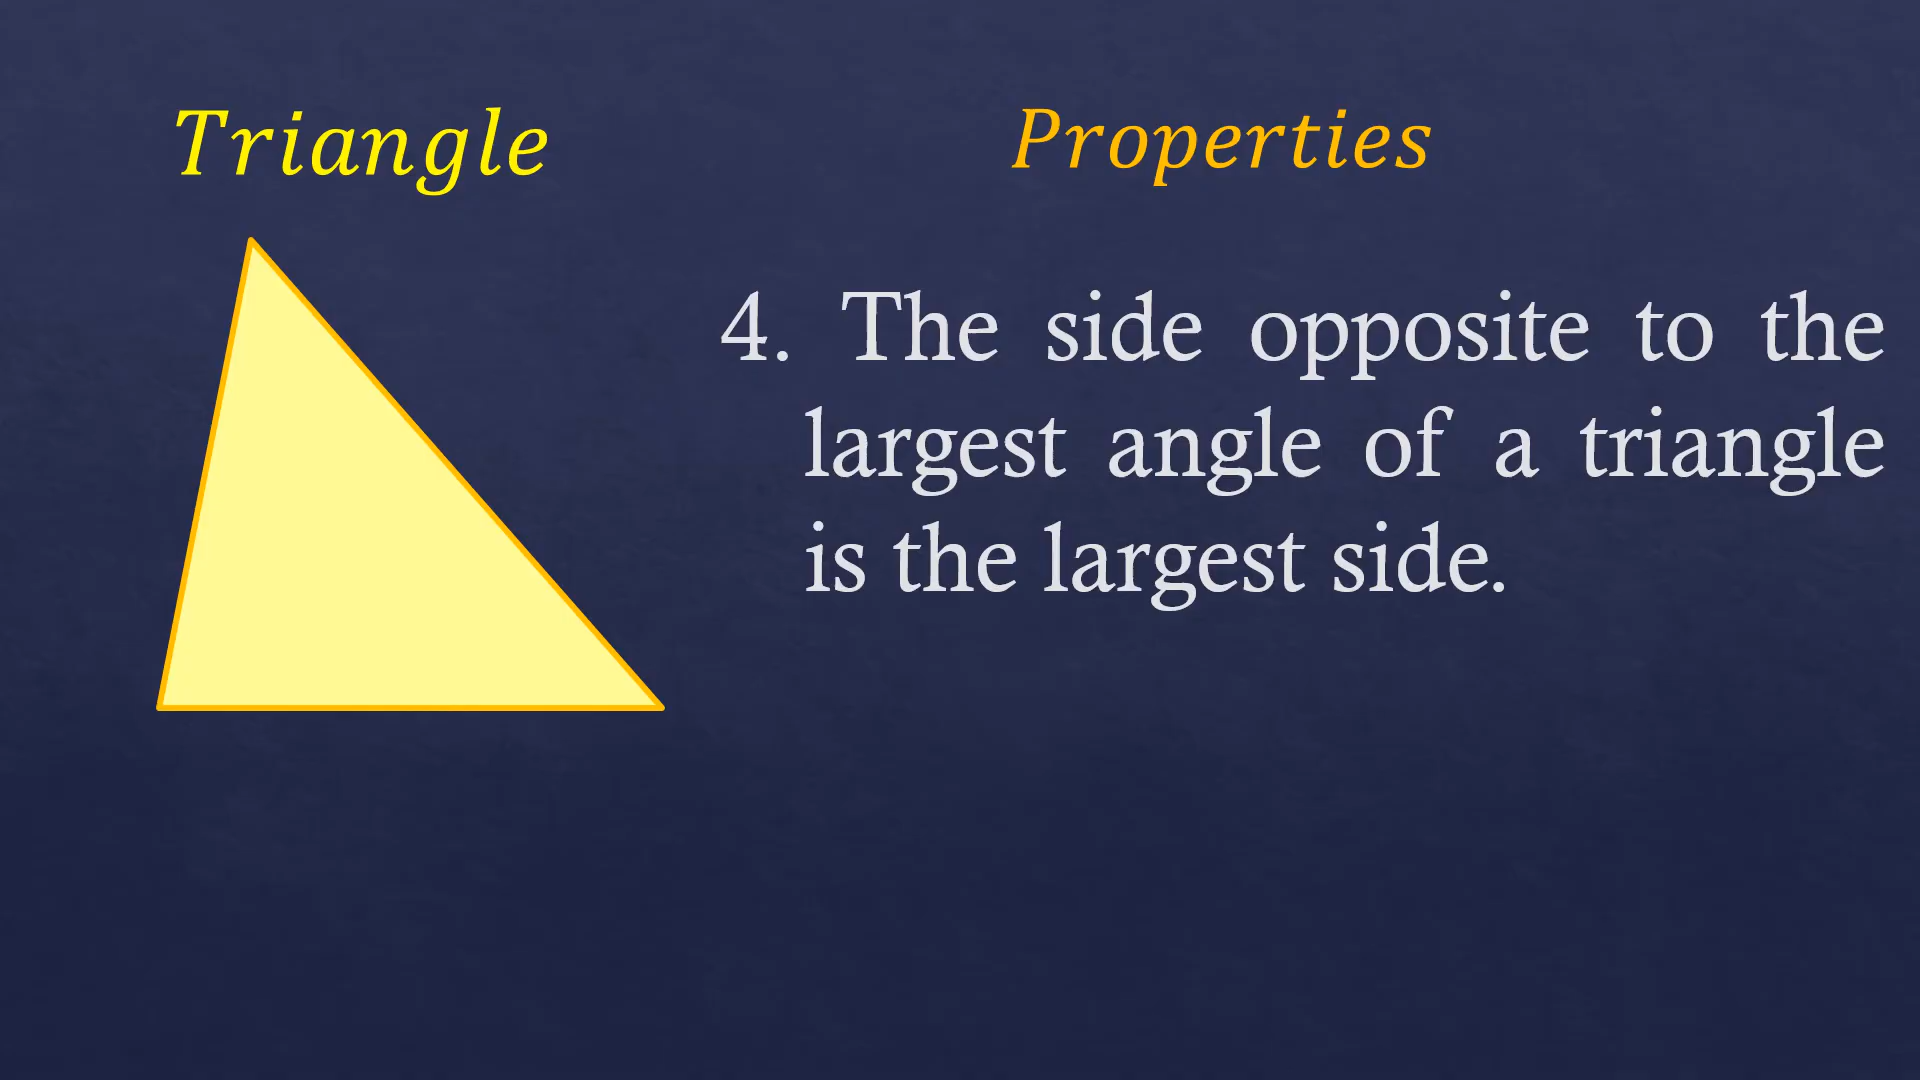 Triangle
Properties
4. The side opposite to the
largest angle of a triangle
is the largest side.